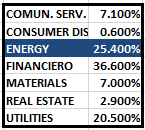 COMUN. SERV. 7.100%
CONSUMER DIS 0.600%
ENERGY 25.400%
FINANCIERO 36.600%
MATERIALS 7.000%
REAL ESTATE 2.900%
UTILITIES 20.500%